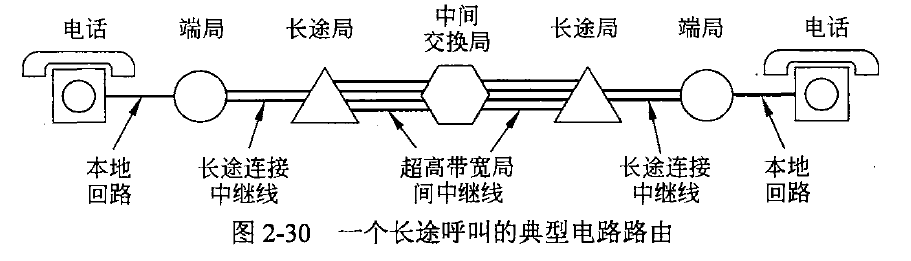 电话 端局 长途局 中间交换局 长途局 端局 电话
本地回路 长途连接中继线 超高带宽局间中继线 长途连接中继线 本地回路
图 2-30 一个长途呼叫的典型电路路由